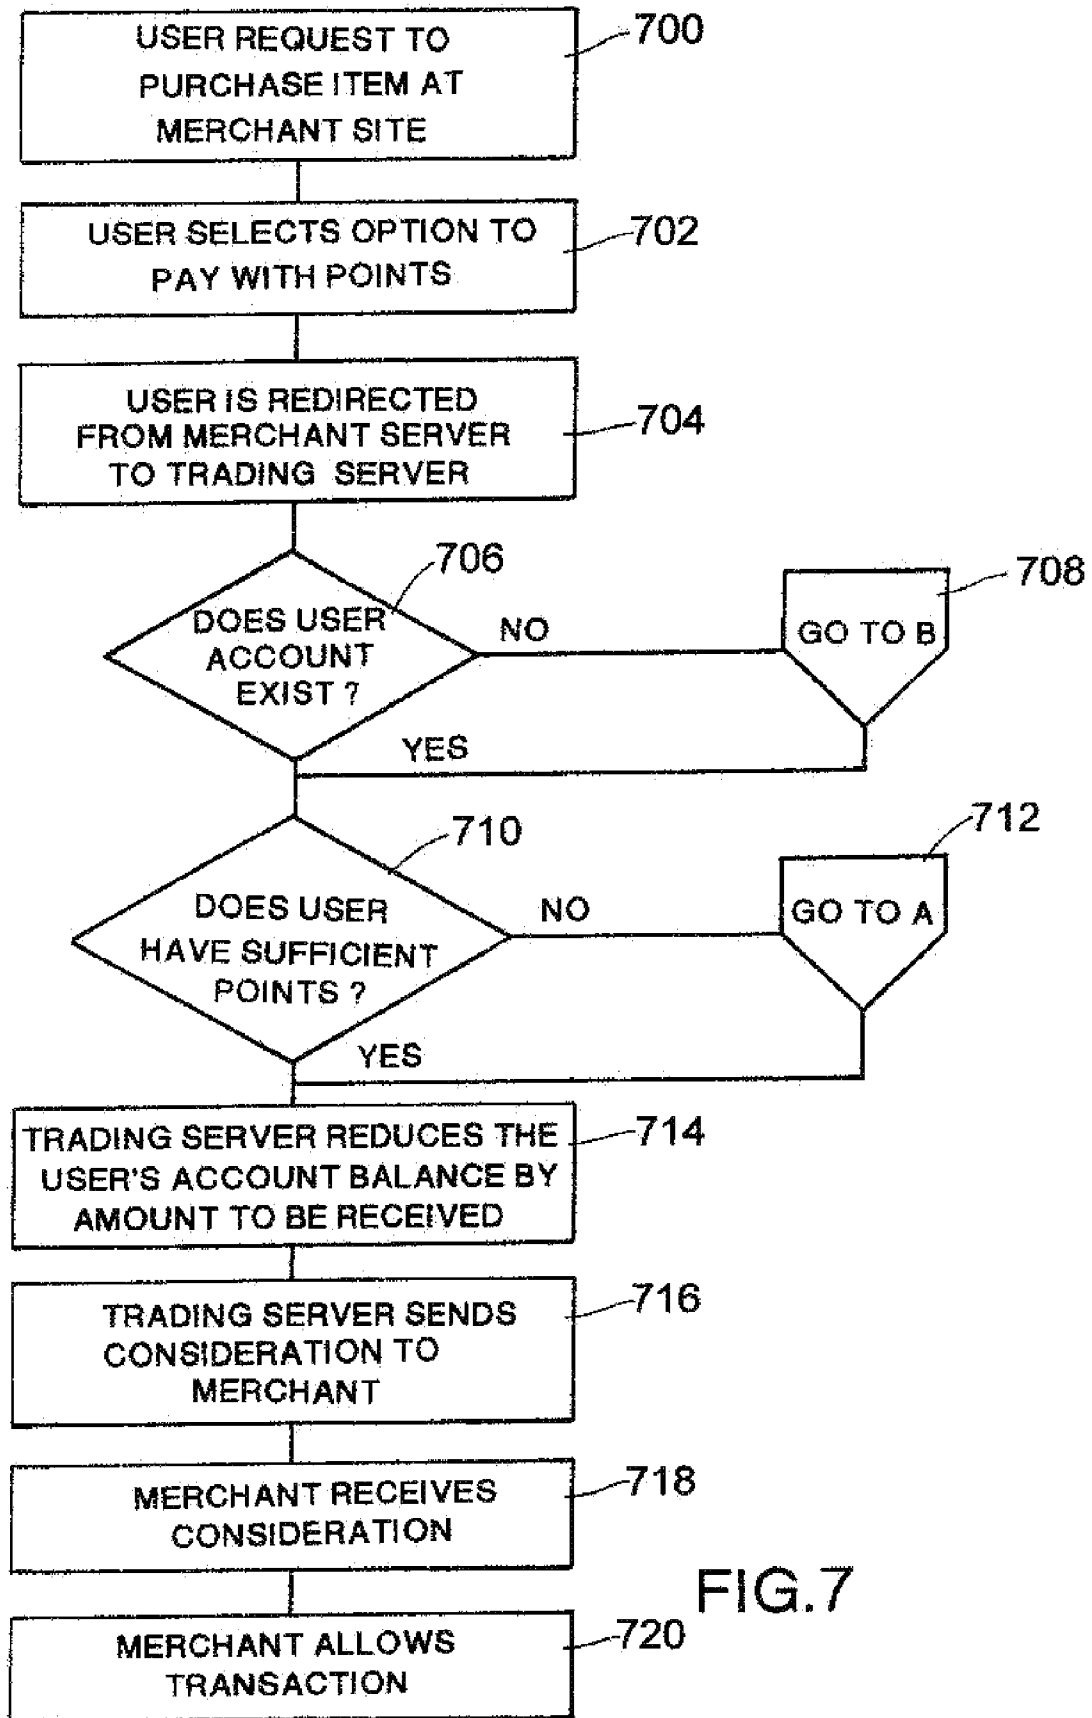 USER REQUEST TO
PURCHASE ITEM AT
MERCHANT SITE
700
USER SELECTS OPTION TO
PAY WITH POINTS
702
USER IS REDIRECTED
FROM MERCHANT SERVER
TO TRADING SERVER
704
706
DOES USER
ACCOUNT
EXIST ?
NO
708
GO TO B
YES
710
DOES USER
HAVE SUFFICIENT
POINTS ?
NO
712
GO TO A
YES
TRADING SERVER REDUCES THE
USER'S ACCOUNT BALANCE BY
AMOUNT TO BE RECEIVED
714
TRADING SERVER SENDS
CONSIDERATION TO
MERCHANT
716
MERCHANT RECEIVES
CONSIDERATION
718
FIG.7
MERCHANT ALLOWS
TRANSACTION
720